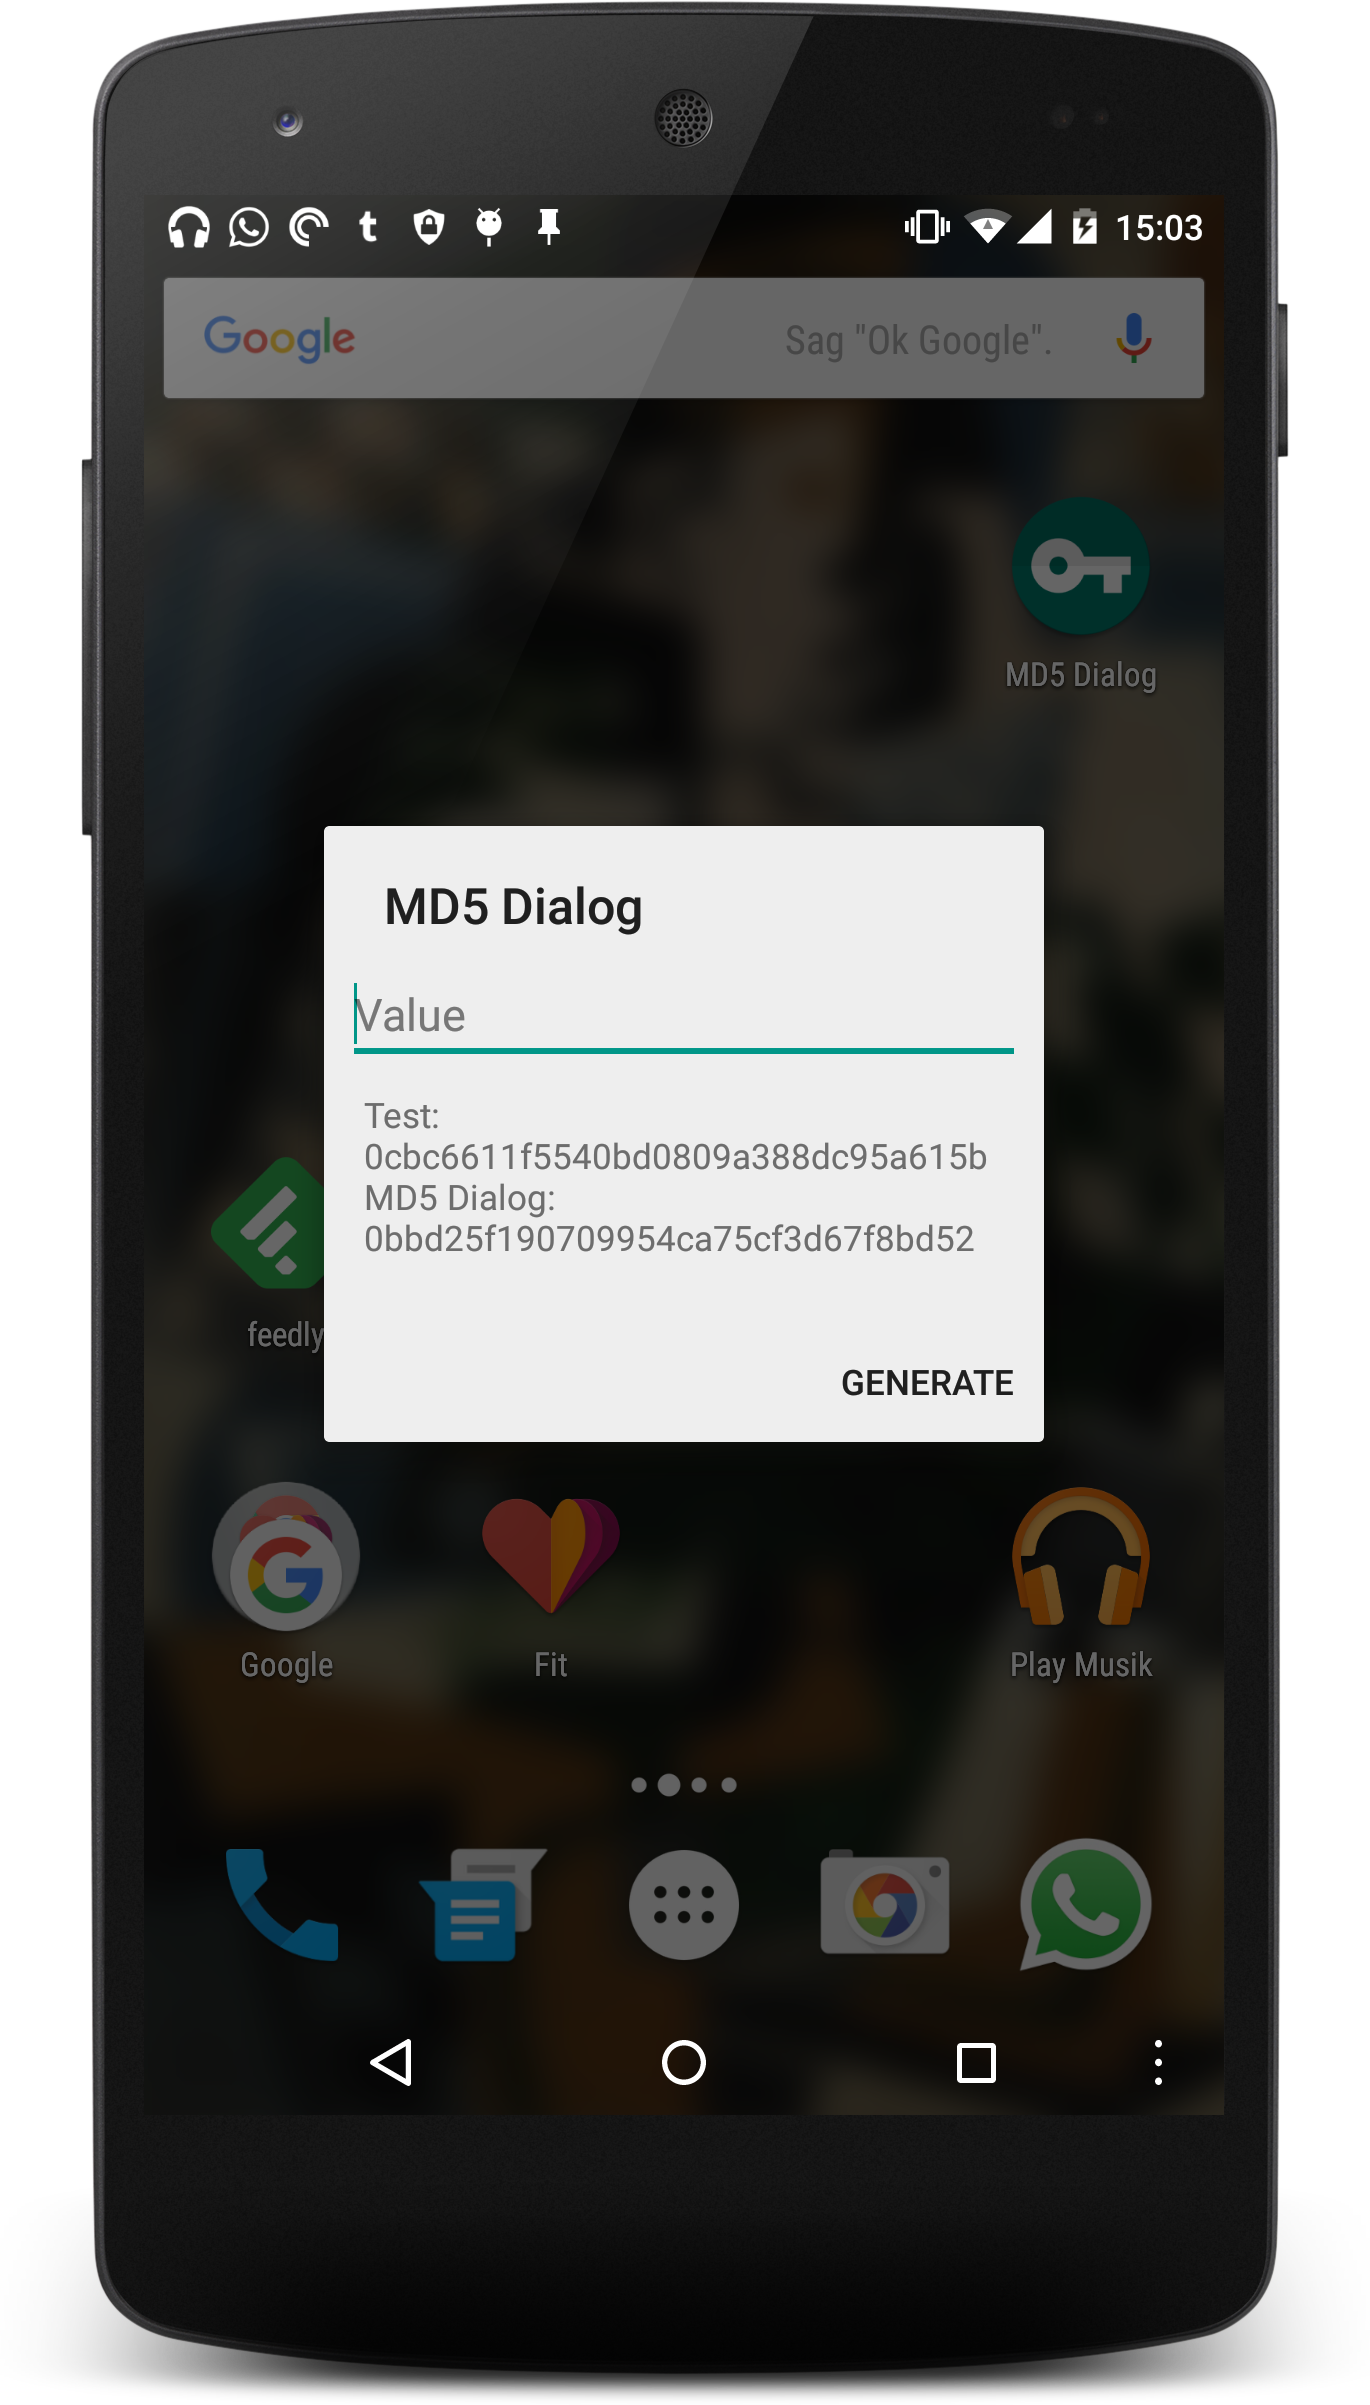 15:03
Google
Sag "Ok Google".
MD5 Dialog
MD5 Dialog
Value
Test:
0cbc6611f5540bd0809a388dc95a615b
MD5 Dialog:
0bbd25f190709954ca75cf3d67f8bd52
feedly
GENERATE
Google
Fit
Play Musik